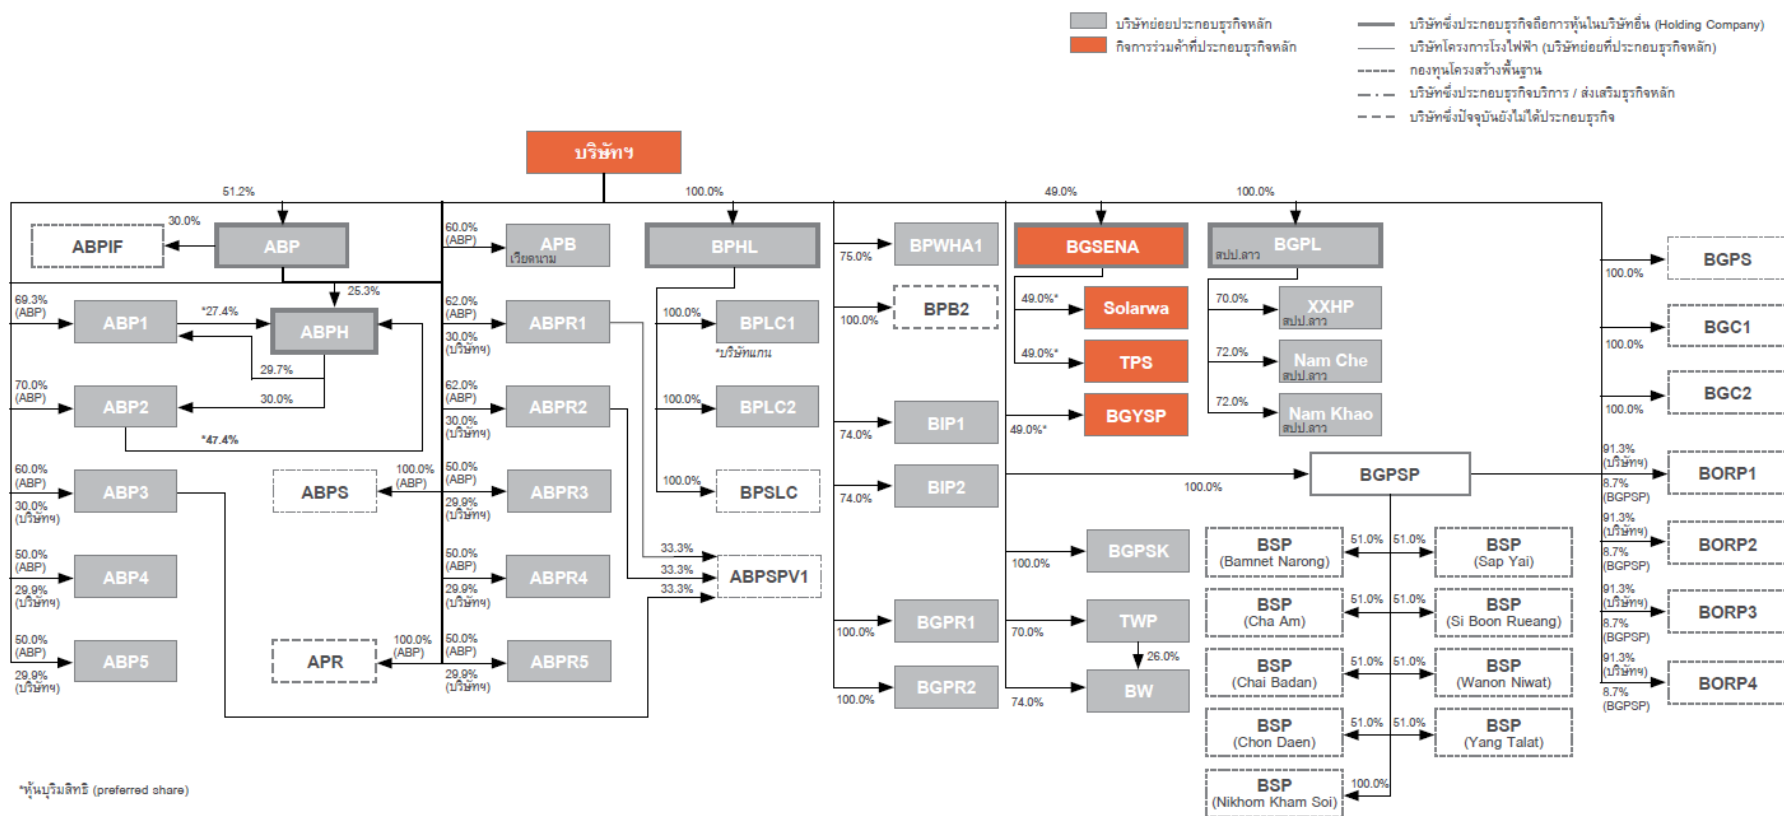 บริษัทย่อยประกอบธุรกิจหลัก
กิจการร่วมค้าที่ประกอบธุรกิจหลัก
บริษัทซึ่งประกอบธุรกิจถือการหุ้นในบริษัทอื่น (Holding Company)
บริษัทโครงการโรงไฟฟ้า (บริษัทย่อยที่ประกอบธุรกิจหลัก)
กองทุนโครงสร้างพื้นฐาน
บริษัทซึ่งประกอบธุรกิจบริการ / ส่งเสริมธุรกิจหลัก
บริษัทซึ่งปัจจุบันยังไม่ได้ประกอบธุรกิจ
บริษัทฯ
51.2%
100.0%
49.0%
100.0%
ABPIF
30.0%
ABP
25.3%
69.3%
(ABP)
ABP1
*27.4%
ABPH
29.7%
70.0%
(ABP)
ABP2
30.0%
*47.4%
60.0%
(ABP)
30.0%
(บริษัทฯ)
ABP3
ABPS
100.0%
(ABP)
50.0%
(ABP)
29.9%
(บริษัทฯ)
ABP4
50.0%
(ABP)
29.9%
(บริษัทฯ)
ABP5
APR
100.0%
(ABP)
60.0%
(ABP)
APB
เวียดนาม
62.0%
(ABP)
30.0%
(บริษัทฯ)
ABPR1
62.0%
(ABP)
30.0%
(บริษัทฯ)
ABPR2
50.0%
(ABP)
29.9%
(บริษัทฯ)
ABPR3
50.0%
(ABP)
29.9%
(บริษัทฯ)
ABPR4
50.0%
(ABP)
29.9%
(บริษัทฯ)
ABPR5
BPHL
100.0%
BPLC1
*บริษัทแกน
100.0%
BPLC2
100.0%
BPSLC
33.3%
33.3%
33.3%
ABPSPV1
75.0%
BPWHA1
100.0%
BPB2
74.0%
BIP1
74.0%
BIP2
100.0%
BGPR1
100.0%
BGPR2
BGSENA
49.0%*
Solarwa
49.0%*
TPS
49.0%*
BGYSP
100.0%
BGPSP
100.0%
BGPSK
70.0%
TWP
26.0%
74.0%
BW
BGPL
สปป.ลาว
70.0%
XXHP
สปป.ลาว
72.0%
Nam Che
สปป.ลาว
72.0%
Nam Khao
สปป.ลาว
BSP
(Bamnet Narong)
51.0%
51.0%
BSP
(Sap Yai)
BSP
(Cha Am)
51.0%
51.0%
BSP
(Si Boon Rueang)
BSP
(Chai Badan)
51.0%
51.0%
BSP
(Wanon Niwat)
BSP
(Chon Daen)
51.0%
51.0%
BSP
(Yang Talat)
BSP
(Nikhom Kham Soi)
100.0%
100.0%
BGPS
100.0%
BGC1
100.0%
BGC2
91.3%
(บริษัทฯ)
8.7%
(BGPSP)
BORP1
91.3%
(บริษัทฯ)
8.7%
(BGPSP)
BORP2
91.3%
(บริษัทฯ)
8.7%
(BGPSP)
BORP3
91.3%
(บริษัทฯ)
8.7%
(BGPSP)
BORP4
*หุ้นบุริมสิทธิ (preferred share)